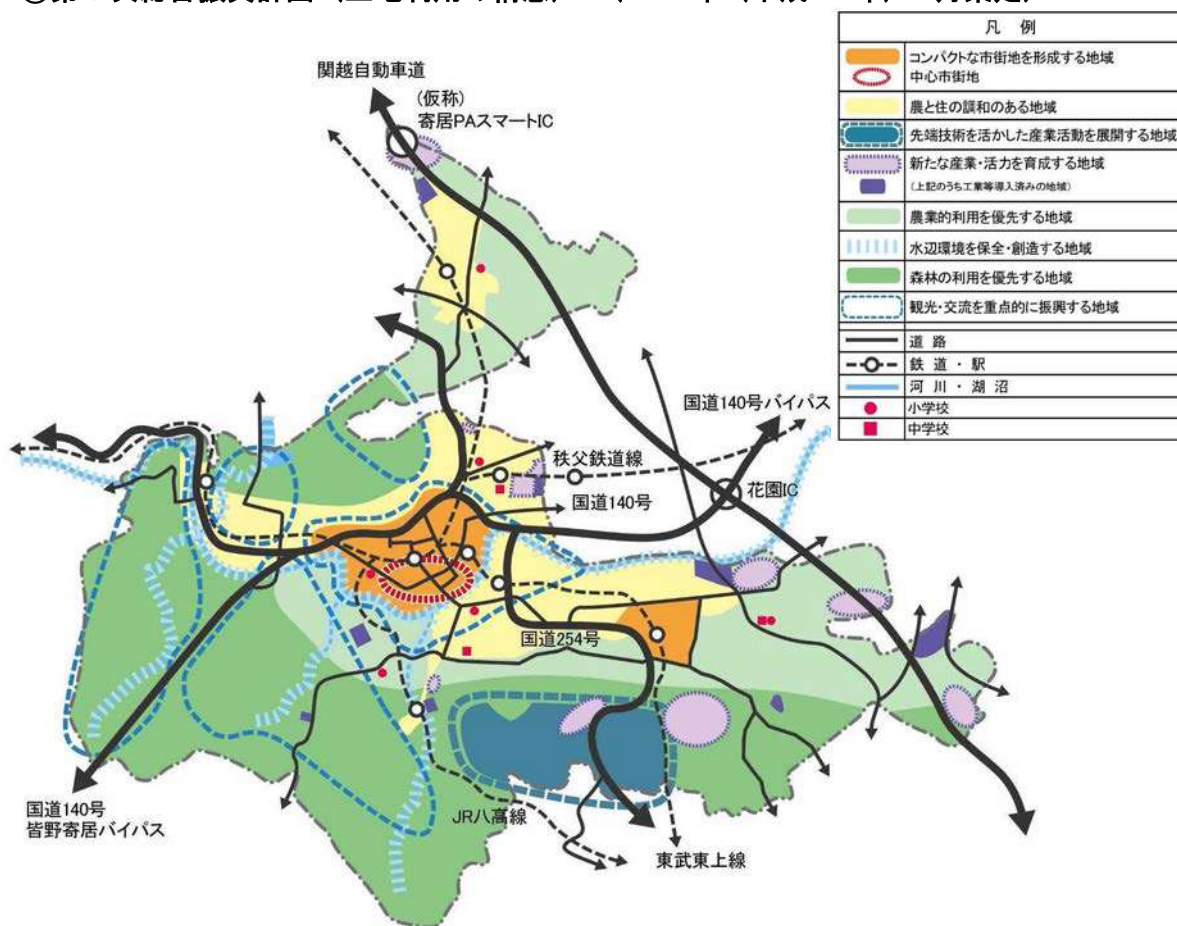 関越自動車道
(仮称)
寄居PAスマートIC
国道140号バイパス
秩父鉄道線
国道140号
花園IC
国道254号
国道140号
皆野寄居バイパス
JR八高線
東武東上線
凡 例
コンパクトな市街地を形成する地域
中心市街地
農と住の調和のある地域
先端技術を活かした産業活動を展開する地域
新たな産業・活力を育成する地域
(上記のうち工業等導入済みの地域)
農業的利用を優先する地域
水辺環境を保全・創造する地域
森林の利用を優先する地域
観光・交流を重点的に振興する地域
道 路
鉄 道 ・ 駅
河 川 ・ 湖 沼
小学校
中学校